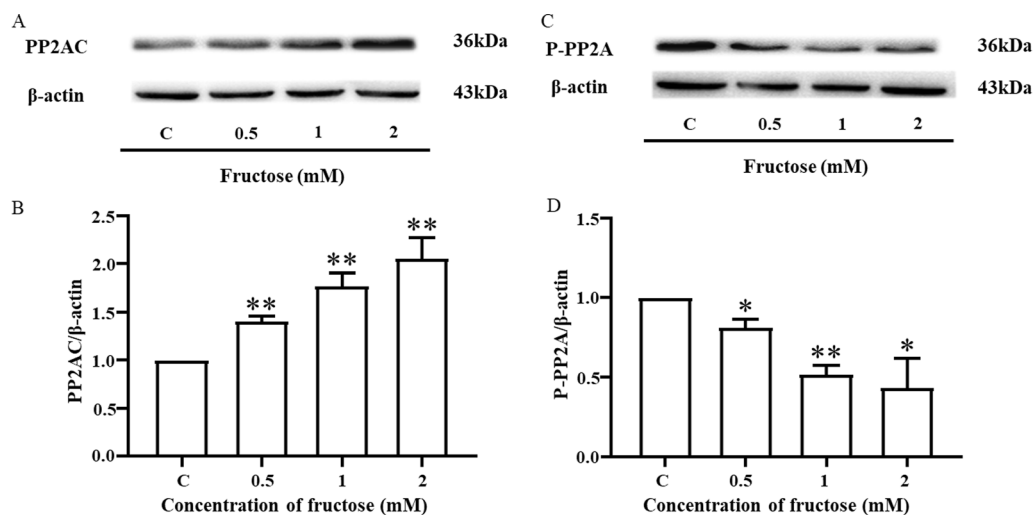 A
PP2AC 36kDa
β-actin 43kDa
C 0.5 1 2
Fructose (mM)
B
PP2AC/β-actin
2.5
2.0
1.5
1.0
0.5
0.0
** ** **
C 0.5 1 2
Concentration of fructose (mM)
C
P-PP2A 36kDa
β-actin 43kDa
C 0.5 1 2
Fructose (mM)
D
P-PP2A/β-actin
1.5
1.0
0.5
0.0
* ** *
C 0.5 1 2
Concentration of fructose (mM)